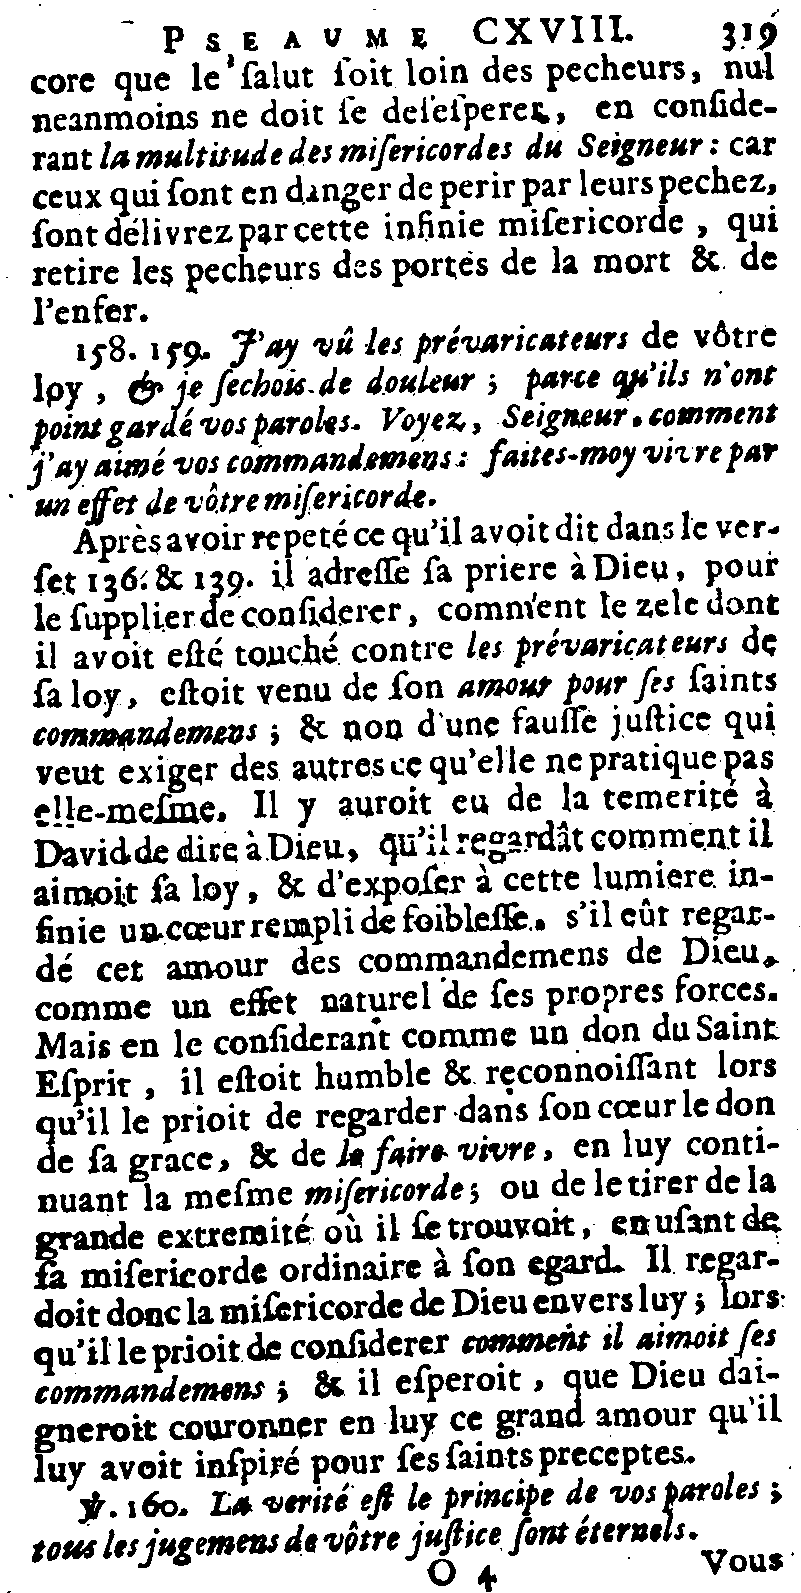 PSEAUME CXVIII. 319
core que le ſalut ſoit loin des pecheurs, nul
neanmoins ne doit ſe deſeſperer, en conſide-
rant la multitude des miſericordes du Seigneur : car
ceux qui ſont en danger de perir par leurs pechez,
ſont délivrez par cette infinie miſericorde, qui
retire les pecheurs des portes de la mort & de
l'enfer.
158. 159. J'ay vû les prévaricateurs de vôtre
loy, & je ſechois de douleur ; parce qu'ils n'ont
point gardé vos paroles. Voyez, Seigneur, comment
j'ay aimé vos commandemens : faites-moy vivre par
un effet de vôtre miſericorde.
Après avoir repeté ce qu'il avoit dit dans le ver-
ſet 136. & 139. il adreſſe ſa priere à Dieu, pour
le ſupplier de conſiderer, comment le zele dont
il avoit eſté touché contre les prévaricateurs de
ſa loy, eſtoit venu de ſon amour pour ſes ſaints
commandemens ; & non d'une fauſſe juſtice qui
veut exiger des autres ce qu'elle ne pratique pas
elle-meſme. Il y auroit eu de la temerité à
David de dire à Dieu, qu'il regardât comment il
aimoit ſa loy, & d'expoſer à cette lumiere in-
finie un cœur rempli de foibleſſe, s'il eût regar-
dé cet amour des commandemens de Dieu,
comme un effet naturel de ſes propres forces.
Mais en le conſiderant comme un don du Saint
Eſprit, il eſtoit humble & reconnoiſſant lors
qu'il le prioit de regarder dans ſon cœur le don
de ſa grace, & de le faire vivre, en luy conti-
nuant la meſme miſericorde ; ou de le tirer de la
grande extremité où il ſe trouvoit, en uſant de
ſa miſericorde ordinaire à ſon egard. Il regar-
doit donc la miſericorde de Dieu envers luy ; lors
qu'il le prioit de conſiderer comment il aimoit ſes
commandemens ; & il eſperoit, que Dieu dai-
gneroit couronner en luy ce grand amour qu'il
luy avoit inſpiré pour ſes ſaints preceptes.
℣. 160. La verité eſt le principe de vos paroles ;
tous les jugemens de vôtre juſtice ſont éternels.
O 4 Vous